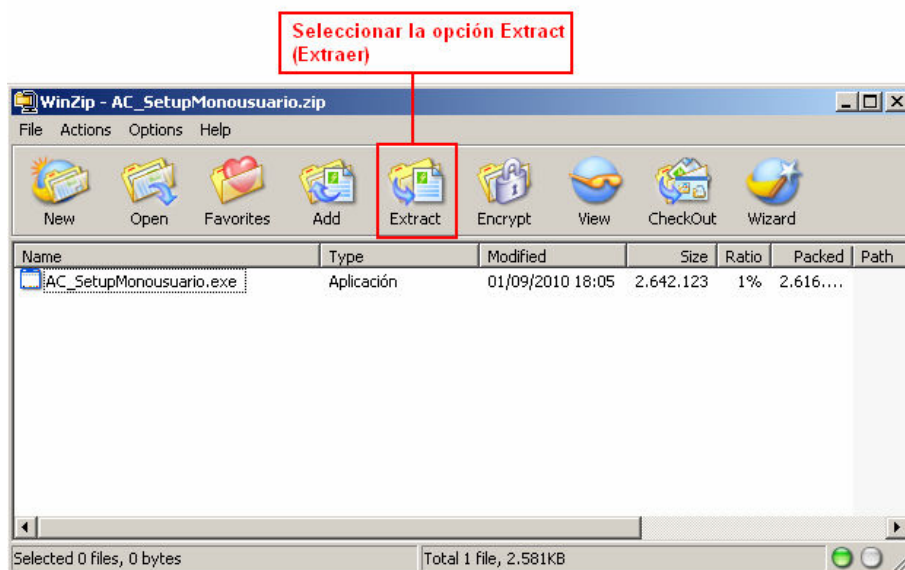 Seleccionar la opción Extract
(Extraer)
WinZip - AC_SetupMonousuario.zip
File Actions Options Help
New Open Favorites Add Extract Encrypt View CheckOut Wizard
Name Type Modified Size Ratio Packed Path
AC_SetupMonousuario.exe Aplicación 01/09/2010 18:05 2.642.123 1% 2.616....
Selected 0 files, 0 bytes Total 1 file, 2.581KB